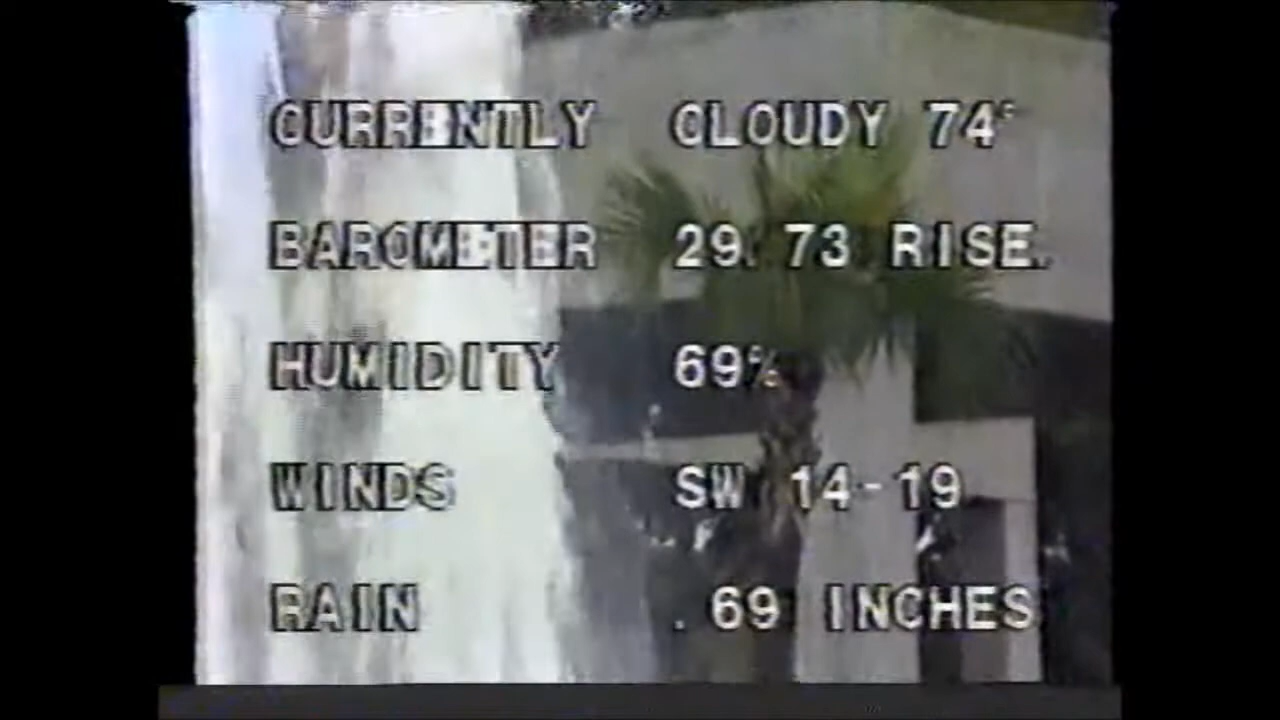 CURRENTLY CLOUDY 74°
BAROMETER 29.73 RISE.
HUMIDITY 69%
WINDS SW 14-19
RAIN .69 INCHES